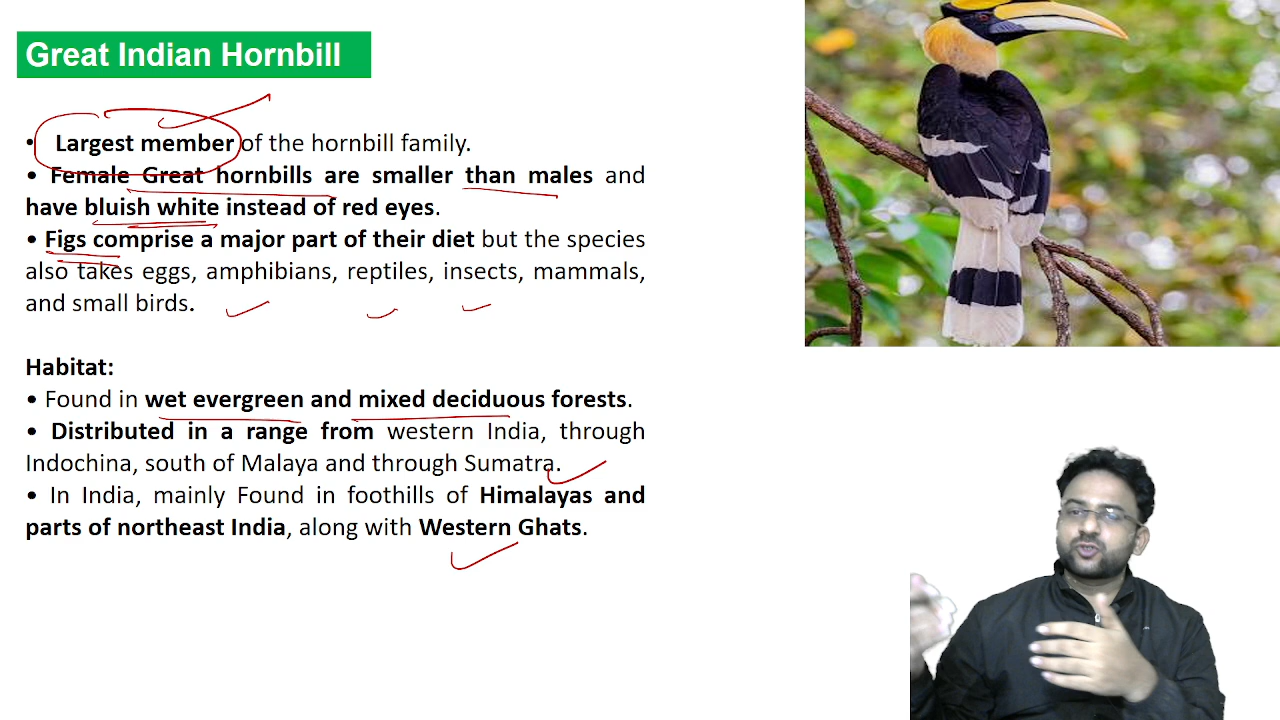 Great Indian Hornbill
• Largest member of the hornbill family.
• Female Great hornbills are smaller than males and
have bluish white instead of red eyes.
• Figs comprise a major part of their diet but the species
also takes eggs, amphibians, reptiles, insects, mammals,
and small birds.
Habitat:
• Found in wet evergreen and mixed deciduous forests.
• Distributed in a range from western India, through
Indochina, south of Malaya and through Sumatra.
• In India, mainly Found in foothills of Himalayas and
parts of northeast India, along with Western Ghats.